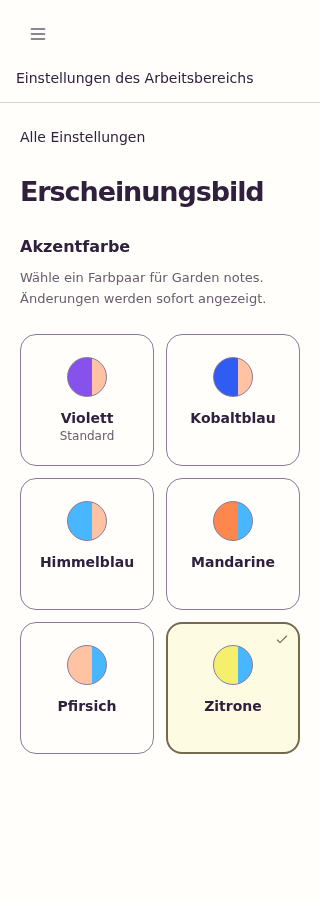 Einstellungen des Arbeitsbereichs
Alle Einstellungen
Erscheinungsbild
Akzentfarbe
Wähle ein Farbpaar für Garden notes.
Änderungen werden sofort angezeigt.
Violett
Standard
Kobaltblau
Himmelblau
Mandarine
Pfirsich
Zitrone